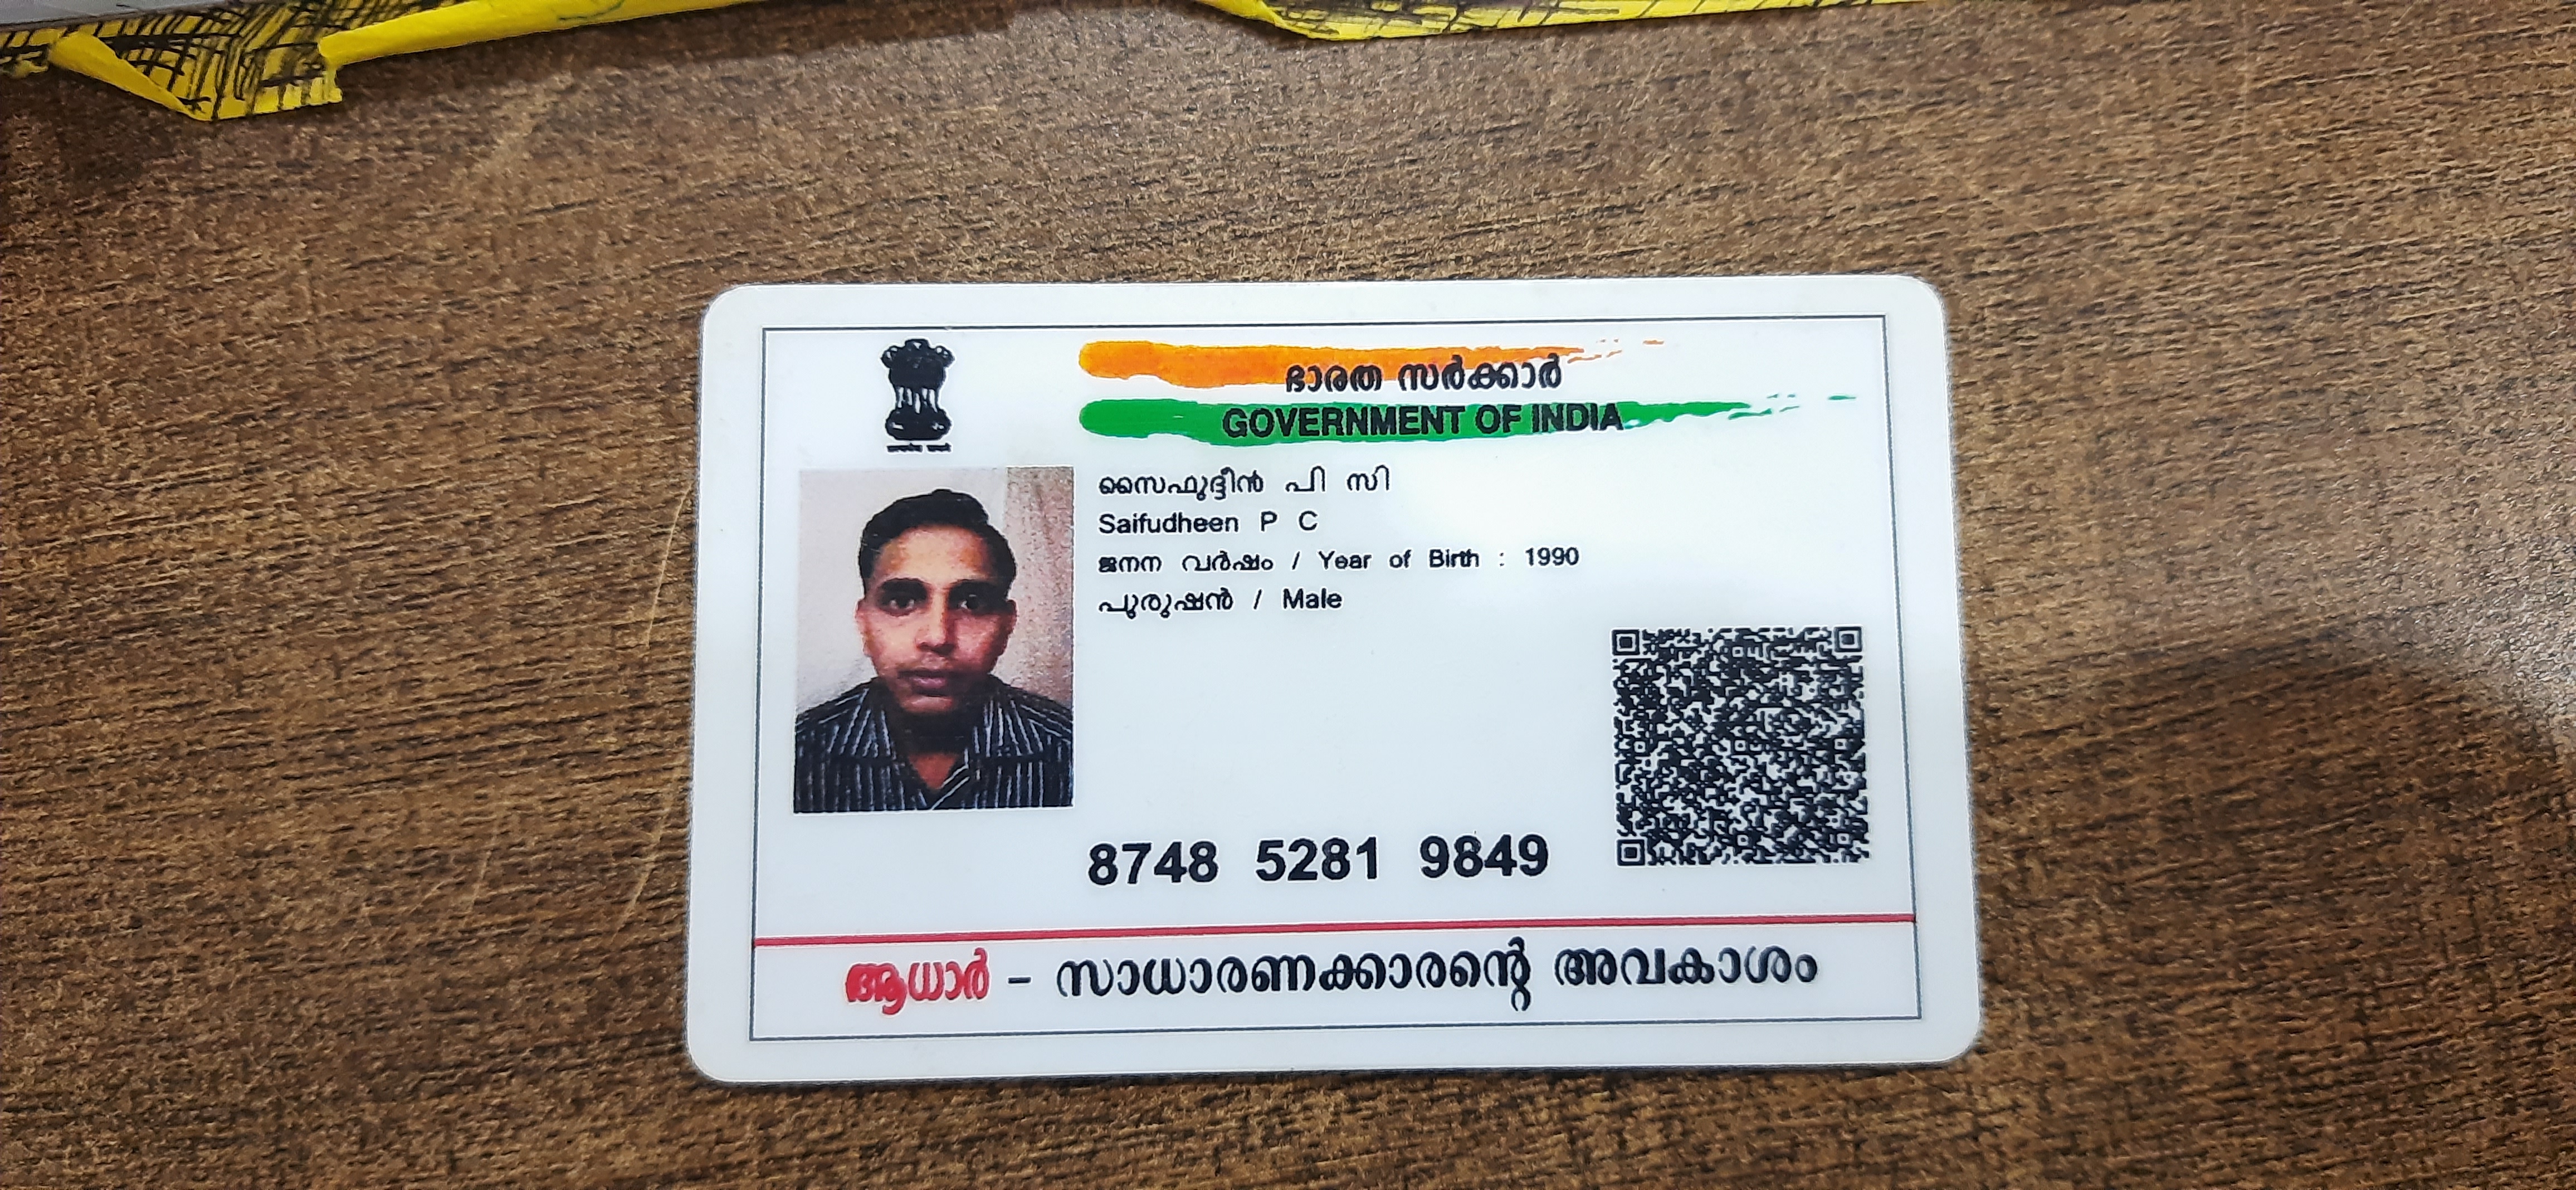 ഭാരത സർക്കാർ
GOVERNMENT OF INDIA
സൈഫുദ്ദീൻ പി സി
Saifudheen P C
ജനന വർഷം / Year of Birth : 1990
പുരുഷൻ / Male
8748 5281 9849
ആധാർ - സാധാരണക്കാരന്റെ അവകാശം